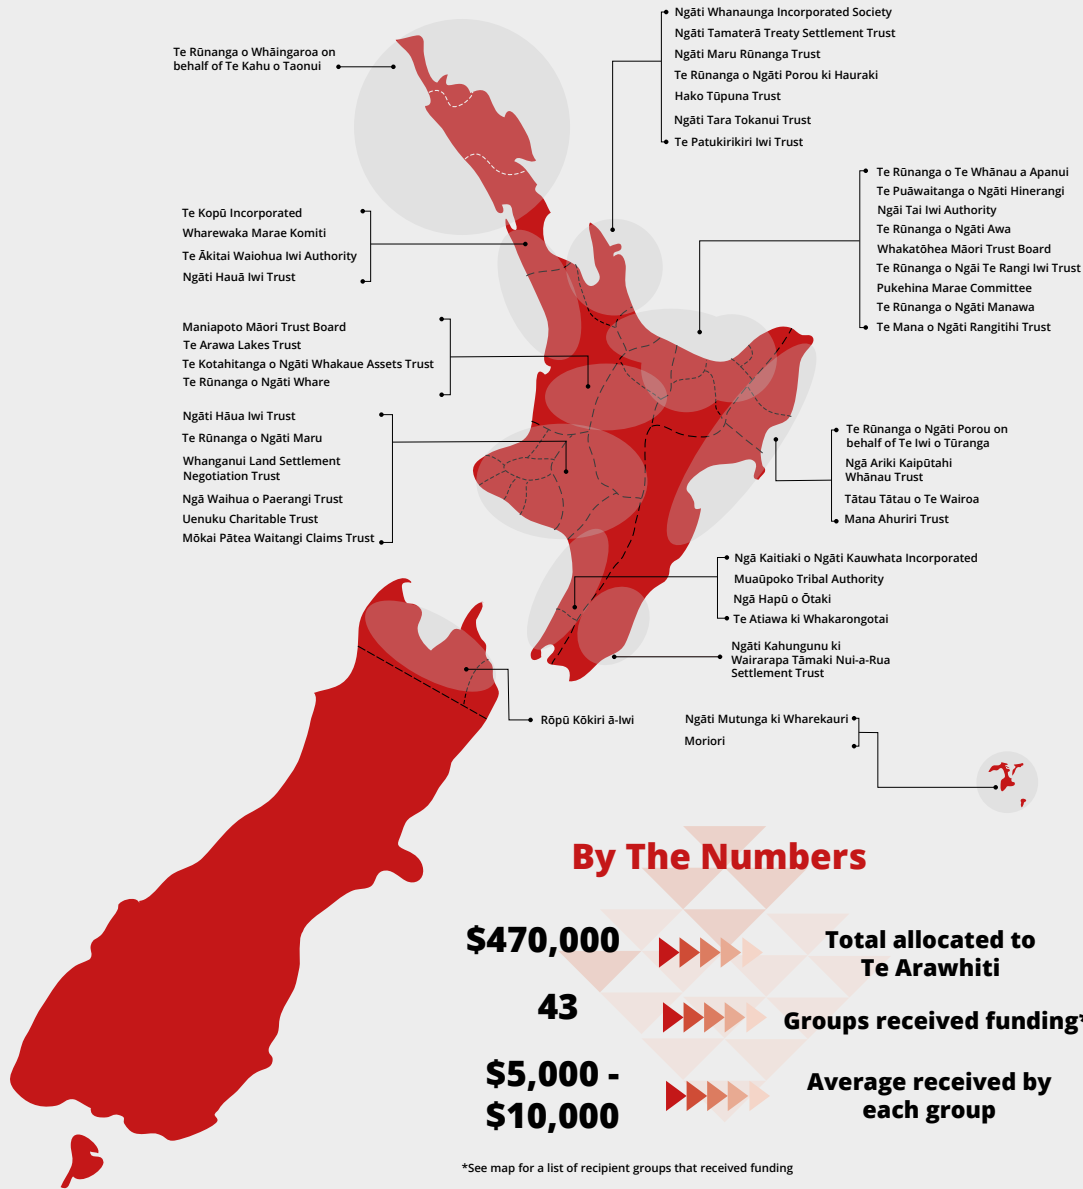 Te Rūnanga o Whāingaroa on
behalf of Te Kahu o Taonui
Ngāti Whanaunga Incorporated Society
Ngāti Tamaterā Treaty Settlement Trust
Ngāti Maru Rūnanga Trust
Te Rūnanga o Ngāti Porou ki Hauraki
Hako Tūpuna Trust
Ngāti Tara Tokanui Trust
Te Patukirikiri Iwi Trust
Te Rūnanga o Te Whānau a Apanui
Te Puāwaitanga o Ngāti Hinerangi
Ngāi Tai Iwi Authority
Te Rūnanga o Ngāti Awa
Whakatōhea Māori Trust Board
Te Rūnanga o Ngāi Te Rangi Iwi Trust
Pukehina Marae Committee
Te Rūnanga o Ngāti Manawa
Te Mana o Ngāti Rangitihi Trust
Te Kopū Incorporated
Wharewaka Marae Komiti
Te Ākitai Waiohua Iwi Authority
Ngāti Hauā Iwi Trust
Maniapoto Māori Trust Board
Te Arawa Lakes Trust
Te Kotahitanga o Ngāti Whakaue Assets Trust
Te Rūnanga o Ngāti Whare
Ngāti Hāua Iwi Trust
Te Rūnanga o Ngāti Maru
Whanganui Land Settlement
Negotiation Trust
Ngā Waihua o Paerangi Trust
Uenuku Charitable Trust
Mōkai Pātea Waitangi Claims Trust
Te Rūnanga o Ngāti Porou on
behalf of Te Iwi o Tūranga
Ngā Ariki Kaipūtahi
Whānau Trust
Tātau Tātau o Te Wairoa
Mana Ahuriri Trust
Ngā Kaitiaki o Ngāti Kauwhata Incorporated
Muaūpoko Tribal Authority
Ngā Hapū o Ōtaki
Te Atiawa ki Whakarongotai
Ngāti Kahungunu ki
Wairarapa Tāmaki Nui-a-Rua
Settlement Trust
Rōpū Kōkiri ā-Iwi
Ngāti Mutunga ki Wharekauri
Moriori
By The Numbers
$470,000
Total allocated to
Te Arawhiti
43
Groups received funding*
$5,000 -
$10,000
Average received by
each group
*See map for a list of recipient groups that received funding